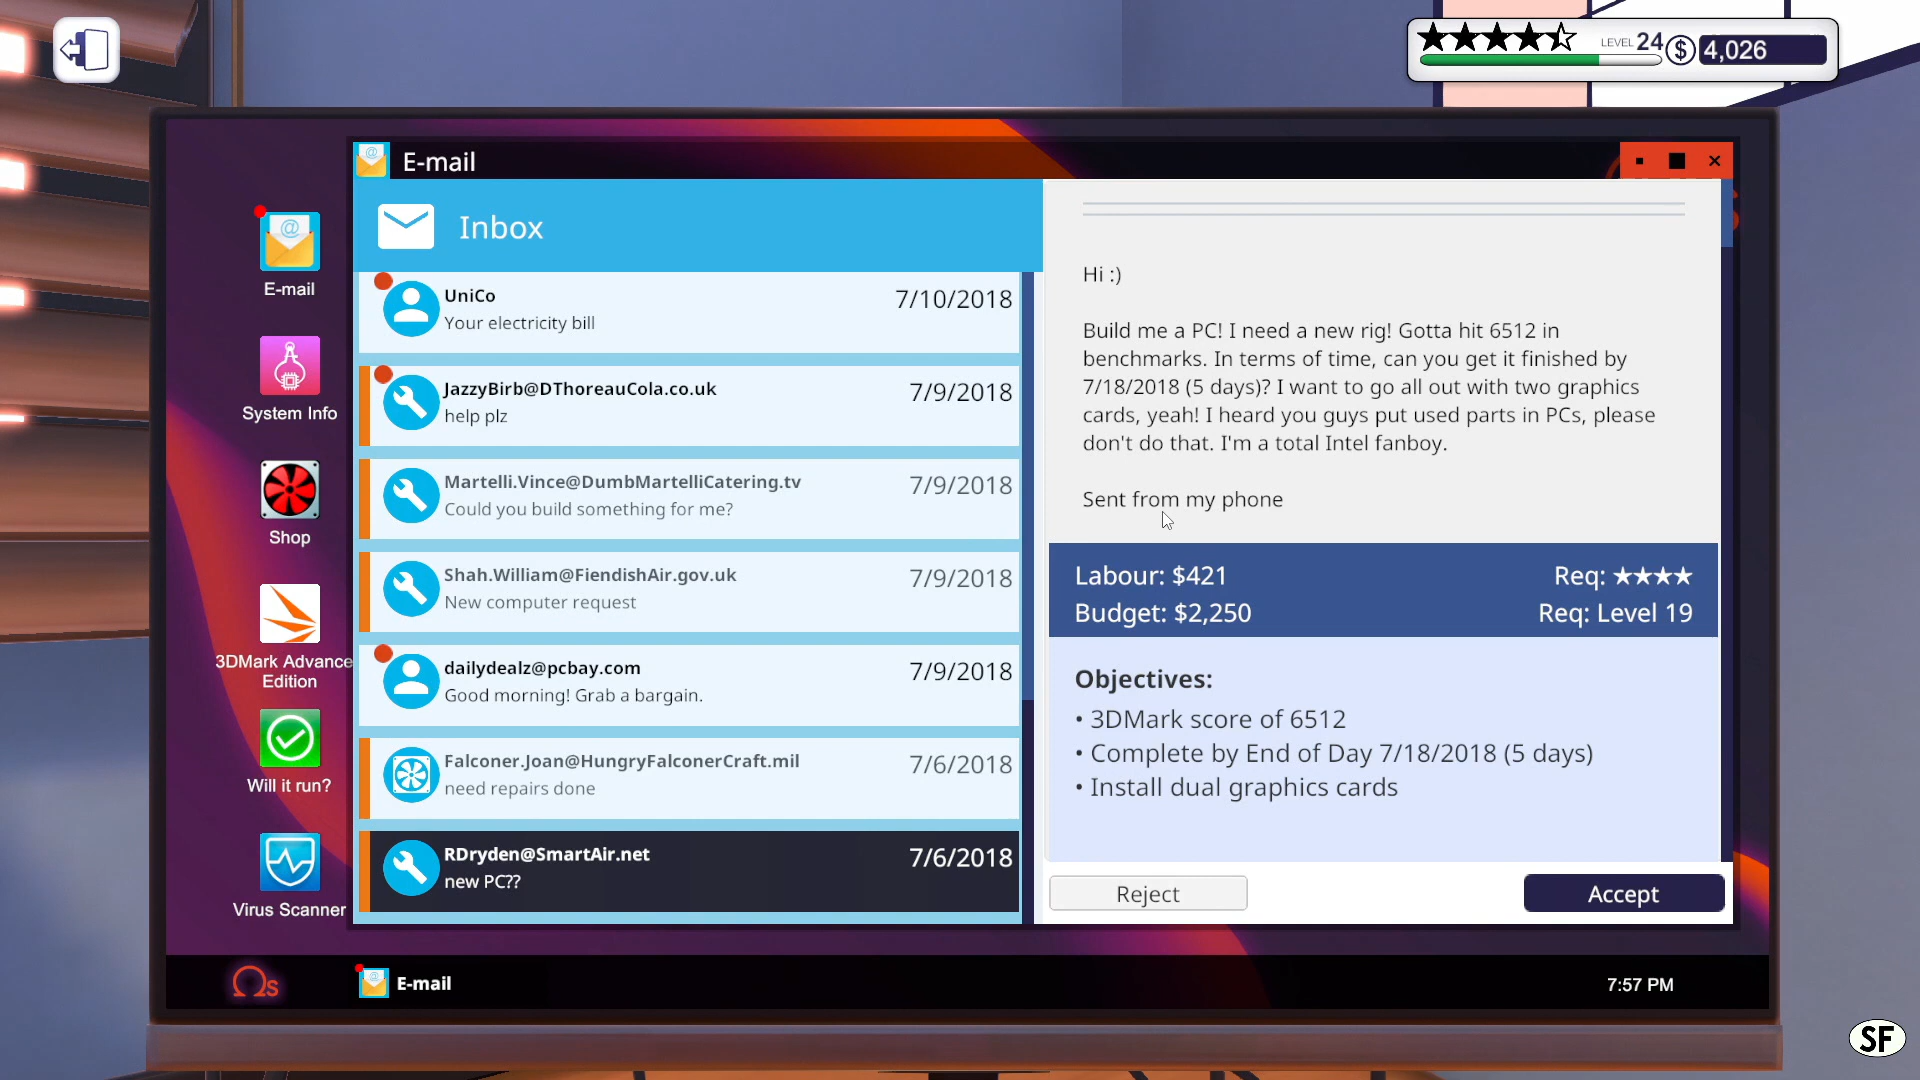 LEVEL 24
$ 4,026
E-mail
Inbox
UniCo
7/10/2018
Your electricity bill
JazzyBirb@DThoreauCola.co.uk
7/9/2018
help plz
Martelli.Vince@DumbMartelliCatering.tv
7/9/2018
Could you build something for me?
Shah.William@FiendishAir.gov.uk
7/9/2018
New computer request
dailydealz@pcbay.com
7/9/2018
Good morning! Grab a bargain.
Falconer.Joan@HungryFalconerCraft.mil
7/6/2018
need repairs done
RDryden@SmartAir.net
7/6/2018
new PC??
Hi :)
Build me a PC! I need a new rig! Gotta hit 6512 in
benchmarks. In terms of time, can you get it finished by
7/18/2018 (5 days)? I want to go all out with two graphics
cards, yeah! I heard you guys put used parts in PCs, please
don't do that. I'm a total Intel fanboy.
Sent from my phone
Labour: $421
Req: ★★★★
Budget: $2,250
Req: Level 19
Objectives:
• 3DMark score of 6512
• Complete by End of Day 7/18/2018 (5 days)
• Install dual graphics cards
Reject
Accept
E-mail
System Info
Shop
3DMark Advance
Edition
Will it run?
Virus Scanner
Ωs
E-mail
7:57 PM
SF